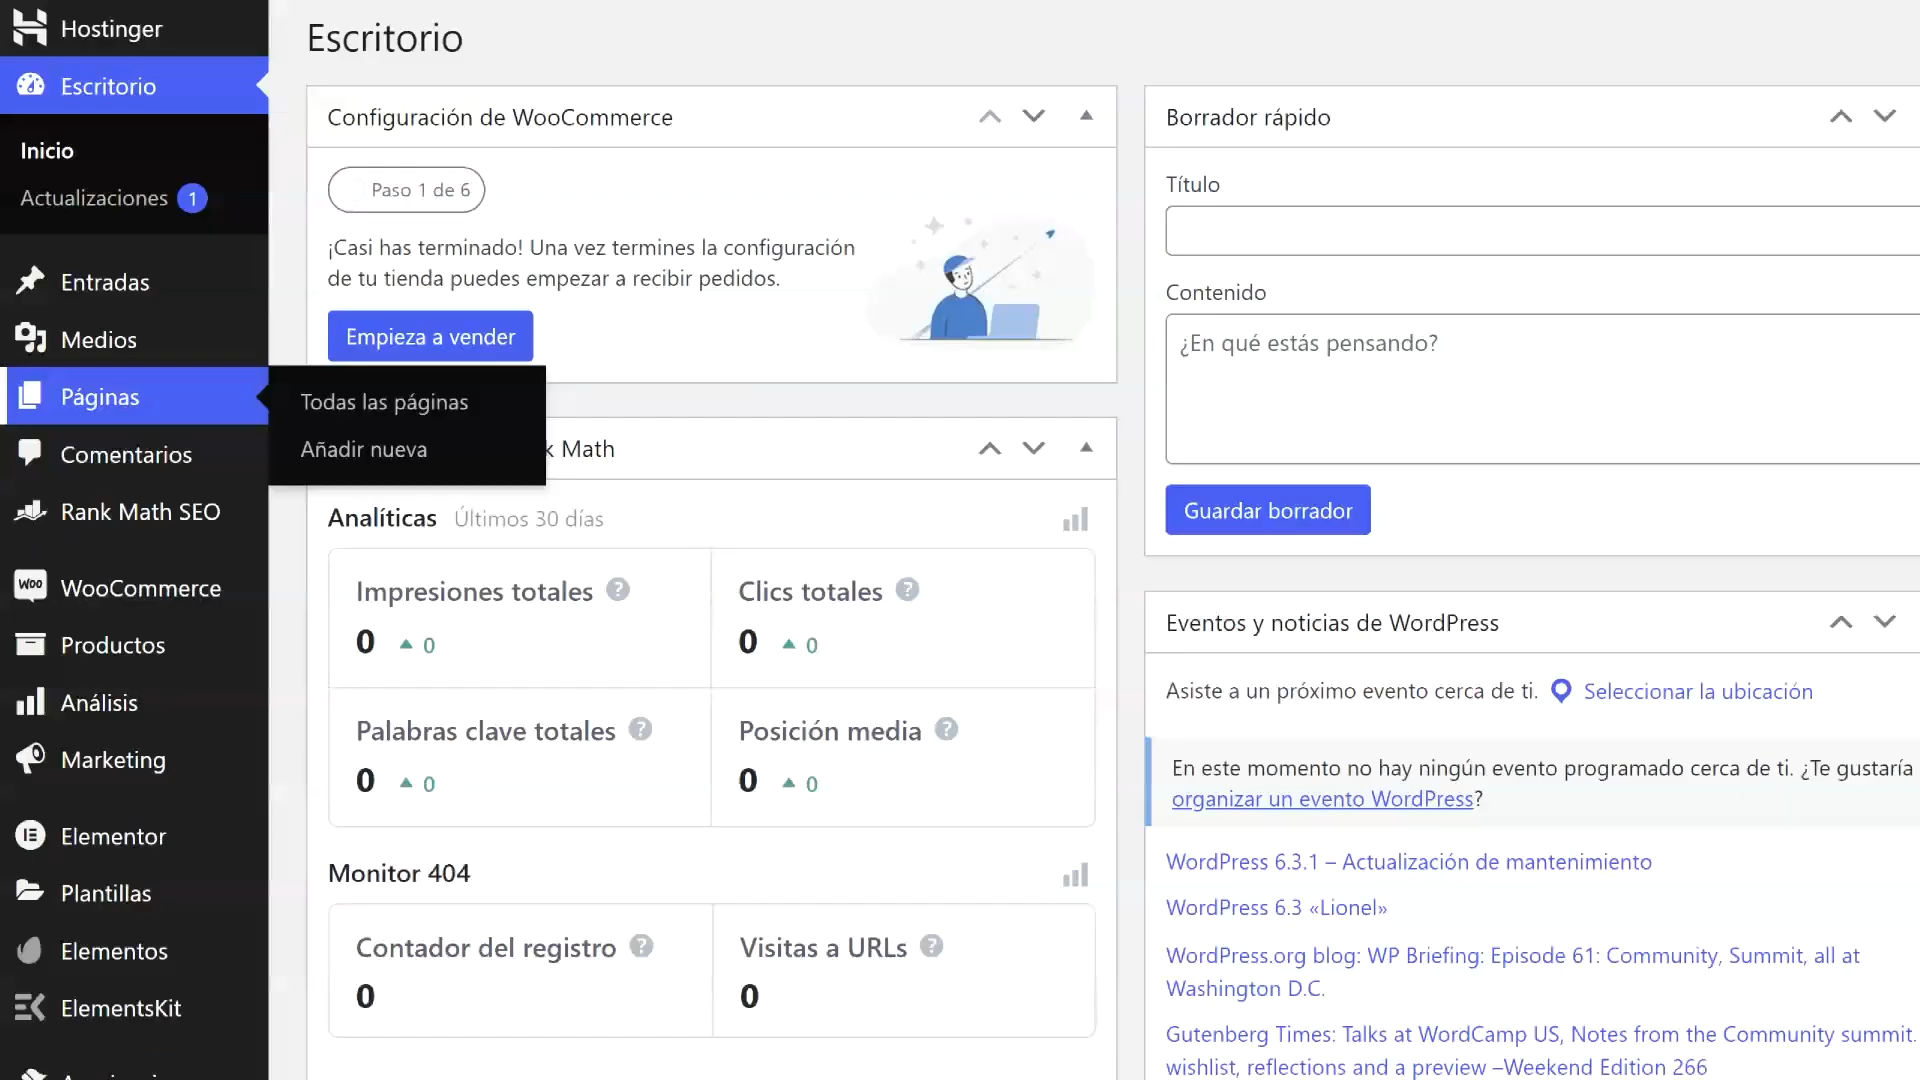 Hostinger
Escritorio
Inicio
Actualizaciones 1
Entradas
Medios
Páginas
Todas las páginas
Añadir nueva
Comentarios
Rank Math SEO
WOO
WooCommerce
Productos
Análisis
Marketing
Elementor
Plantillas
Elementos
ElementsKit
Escritorio
Configuración de WooCommerce
Paso 1 de 6
¡Casi has terminado! Una vez termines la configuración
de tu tienda puedes empezar a recibir pedidos.
Empieza a vender
Math
Analíticas Últimos 30 días
Impresiones totales ?
0 0
Clics totales ?
0 0
Palabras clave totales ?
0 0
Posición media ?
0 0
Monitor 404
Contador del registro ?
0
Visitas a URLs ?
0
Borrador rápido
Título
Contenido
¿En qué estás pensando?
Guardar borrador
Eventos y noticias de WordPress
Asiste a un próximo evento cerca de ti. Seleccionar la ubicación
En este momento no hay ningún evento programado cerca de ti. ¿Te gustaría
organizar un evento WordPress?
WordPress 6.3.1 – Actualización de mantenimiento
WordPress 6.3 «Lionel»
WordPress.org blog: WP Briefing: Episode 61: Community, Summit, all at
Washington D.C.
Gutenberg Times: Talks at WordCamp US, Notes from the Community summit.
wishlist, reflections and a preview –Weekend Edition 266